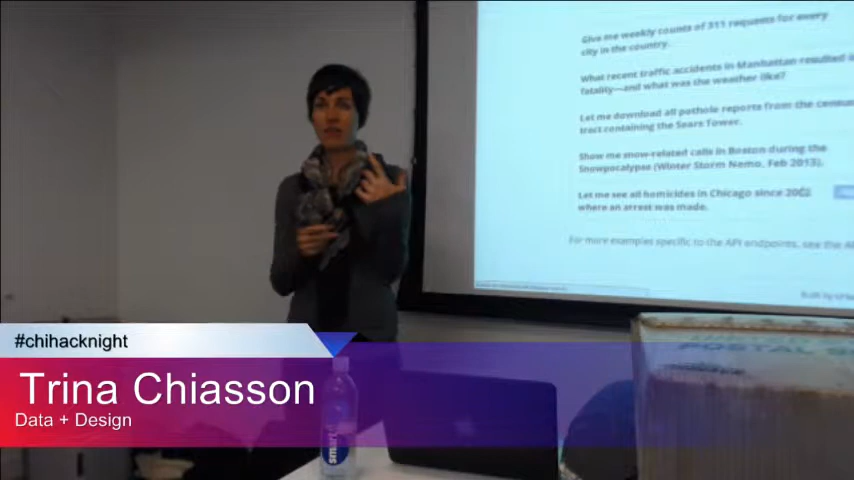 Give me weekly counts of 311 requests for every
city in the country.
What recent traffic accidents in Manhattan resulted in
fatality—and what was the weather like?
Let me download all pothole reports from the census
tract containing the Sears Tower.
Show me snow-related calls in Boston during the
Snowpocalypse (Winter Storm Nemo, Feb 2013).
Let me see all homicides in Chicago since 2002
where an arrest was made.
For more examples specific to the API endpoints, see the
Built by
POSTAL
#chihacknight
Trina Chiasson
Data + Design
smart